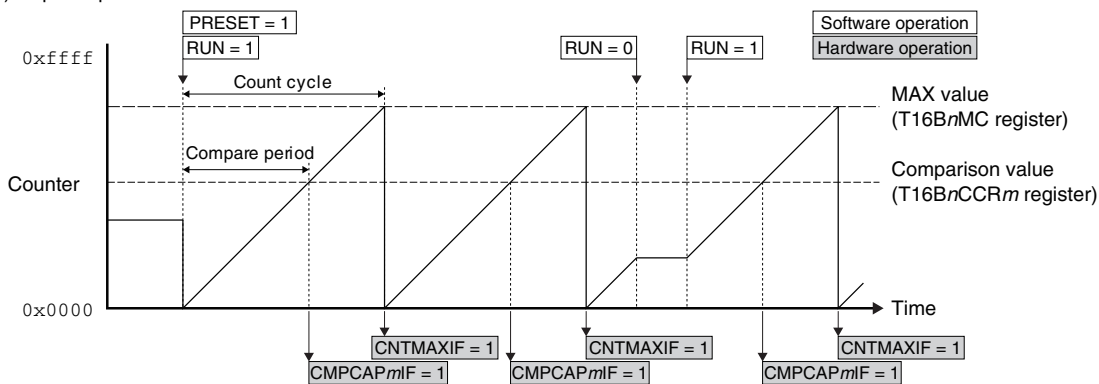 PRESET = 1
Software operation
RUN = 1
RUN = 0
RUN = 1
Hardware operation
0xffff
Count cycle
MAX value
(T16BnMC register)
Compare period
Comparison value
(T16BnCCRm register)
Counter
0x0000
Time
CNTMAXIF = 1
CNTMAXIF = 1
CNTMAXIF = 1
CMPCAPmIF = 1
CMPCAPmIF = 1
CMPCAPmIF = 1